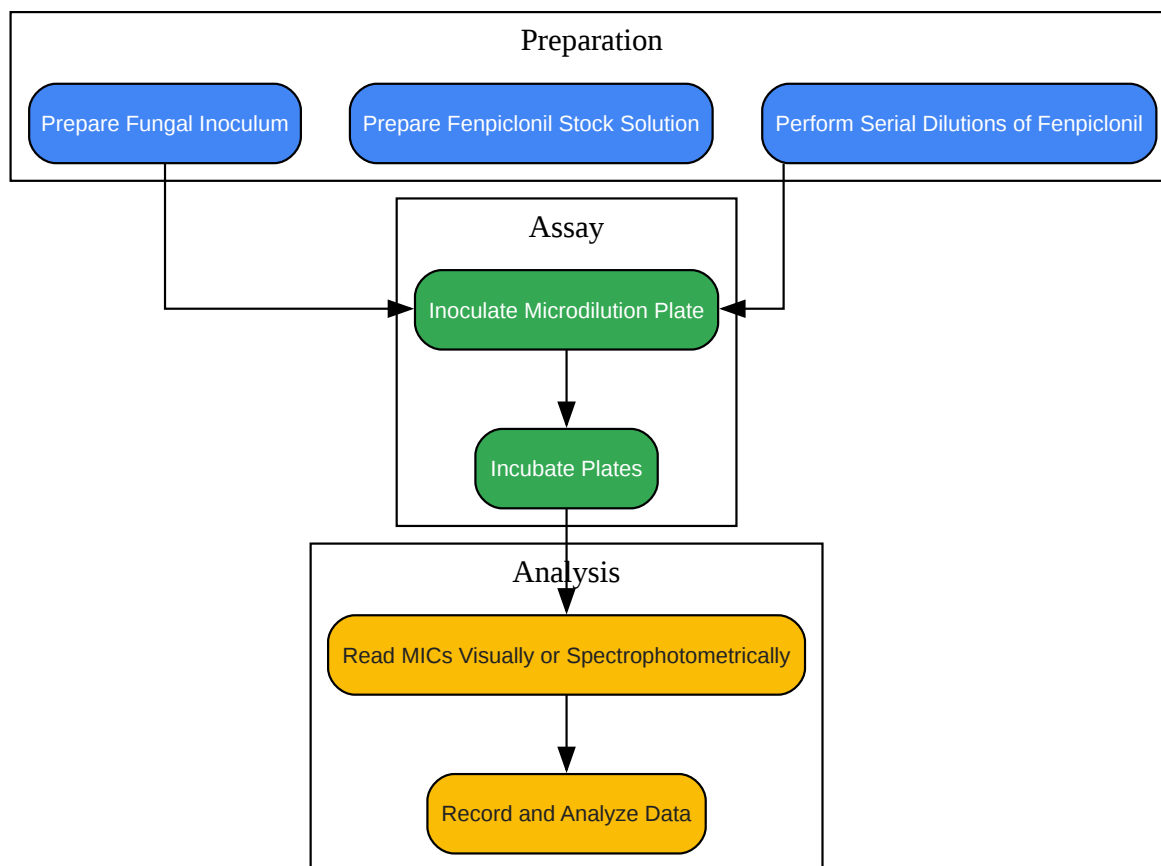 Preparation
Prepare Fungal Inoculum
Prepare Fenpiclonil Stock Solution
Perform Serial Dilutions of Fenpiclonil
Assay
Inoculate Microdilution Plate
Incubate Plates
Analysis
Read MICs Visually or Spectrophotometrically
Record and Analyze Data